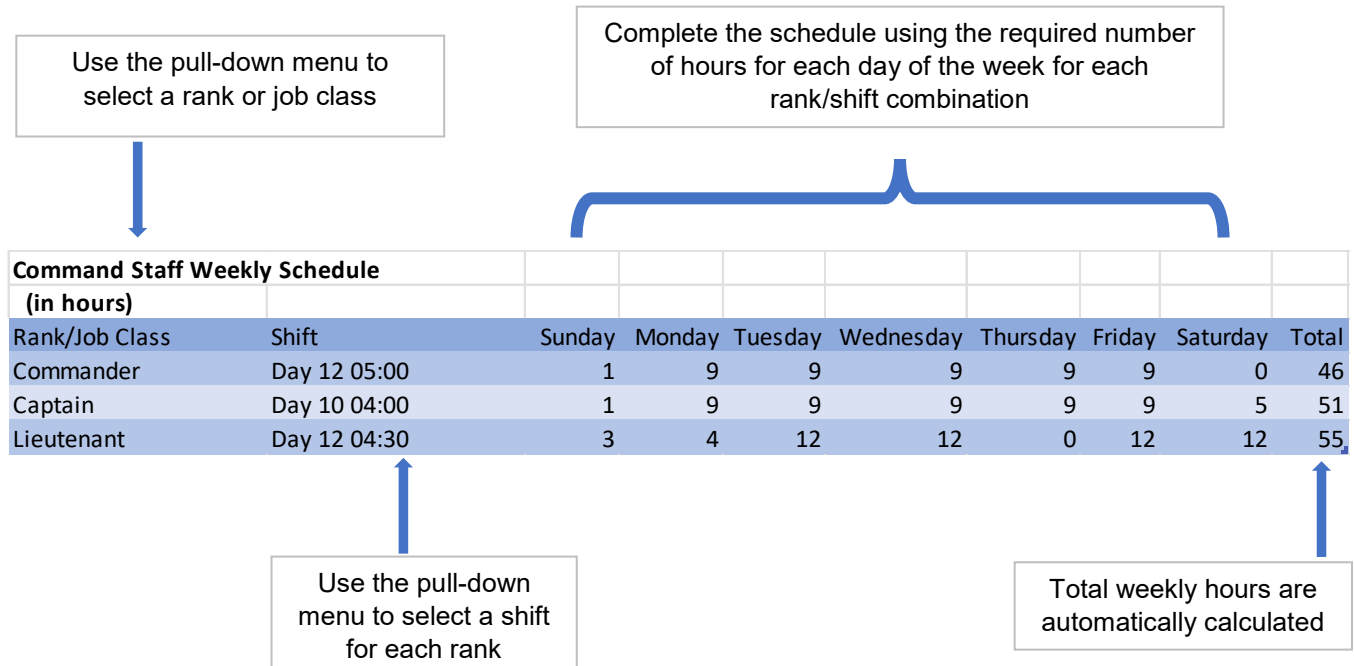 Use the pull-down menu to
select a rank or job class
Complete the schedule using the required number
of hours for each day of the week for each
rank/shift combination
Command Staff Weekly Schedule
(in hours)
Rank/Job Class Shift Sunday Monday Tuesday Wednesday Thursday Friday Saturday Total
Commander Day 12 05:00 1 9 9 9 9 9 0 46
Captain Day 10 04:00 1 9 9 9 9 9 5 51
Lieutenant Day 12 04:30 3 4 12 12 0 12 12 55
Use the pull-down
menu to select a shift
for each rank
Total weekly hours are
automatically calculated